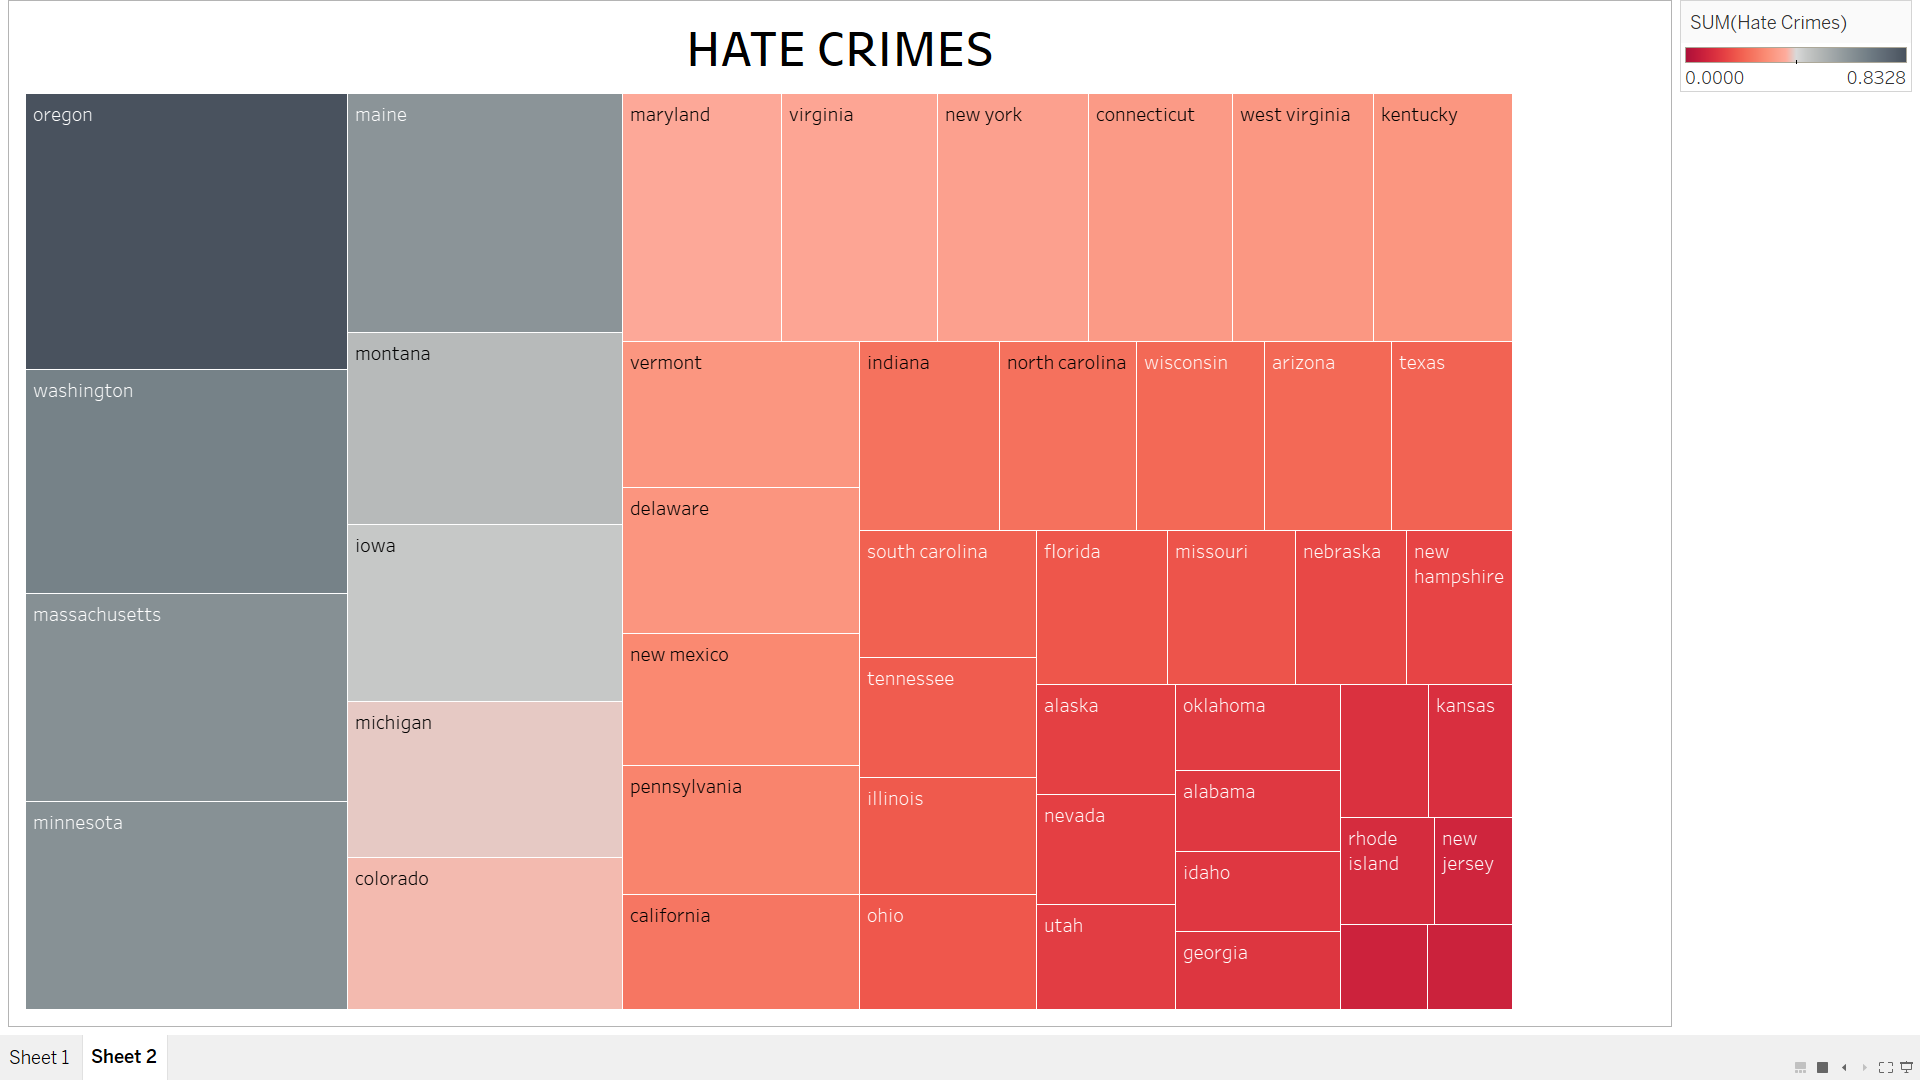 HATE CRIMES
SUM(Hate Crimes)
0.0000 0.8328
oregon
maine
maryland
virginia
new york
connecticut
west virginia
kentucky
montana
vermont
indiana
north carolina
wisconsin
arizona
texas
washington
delaware
iowa
south carolina
florida
missouri
nebraska
new
hampshire
massachusetts
new mexico
tennessee
michigan
alaska
oklahoma
kansas
pennsylvania
illinois
alabama
nevada
minnesota
rhode
island
new
jersey
colorado
idaho
california
ohio
utah
georgia
Sheet 1
Sheet 2